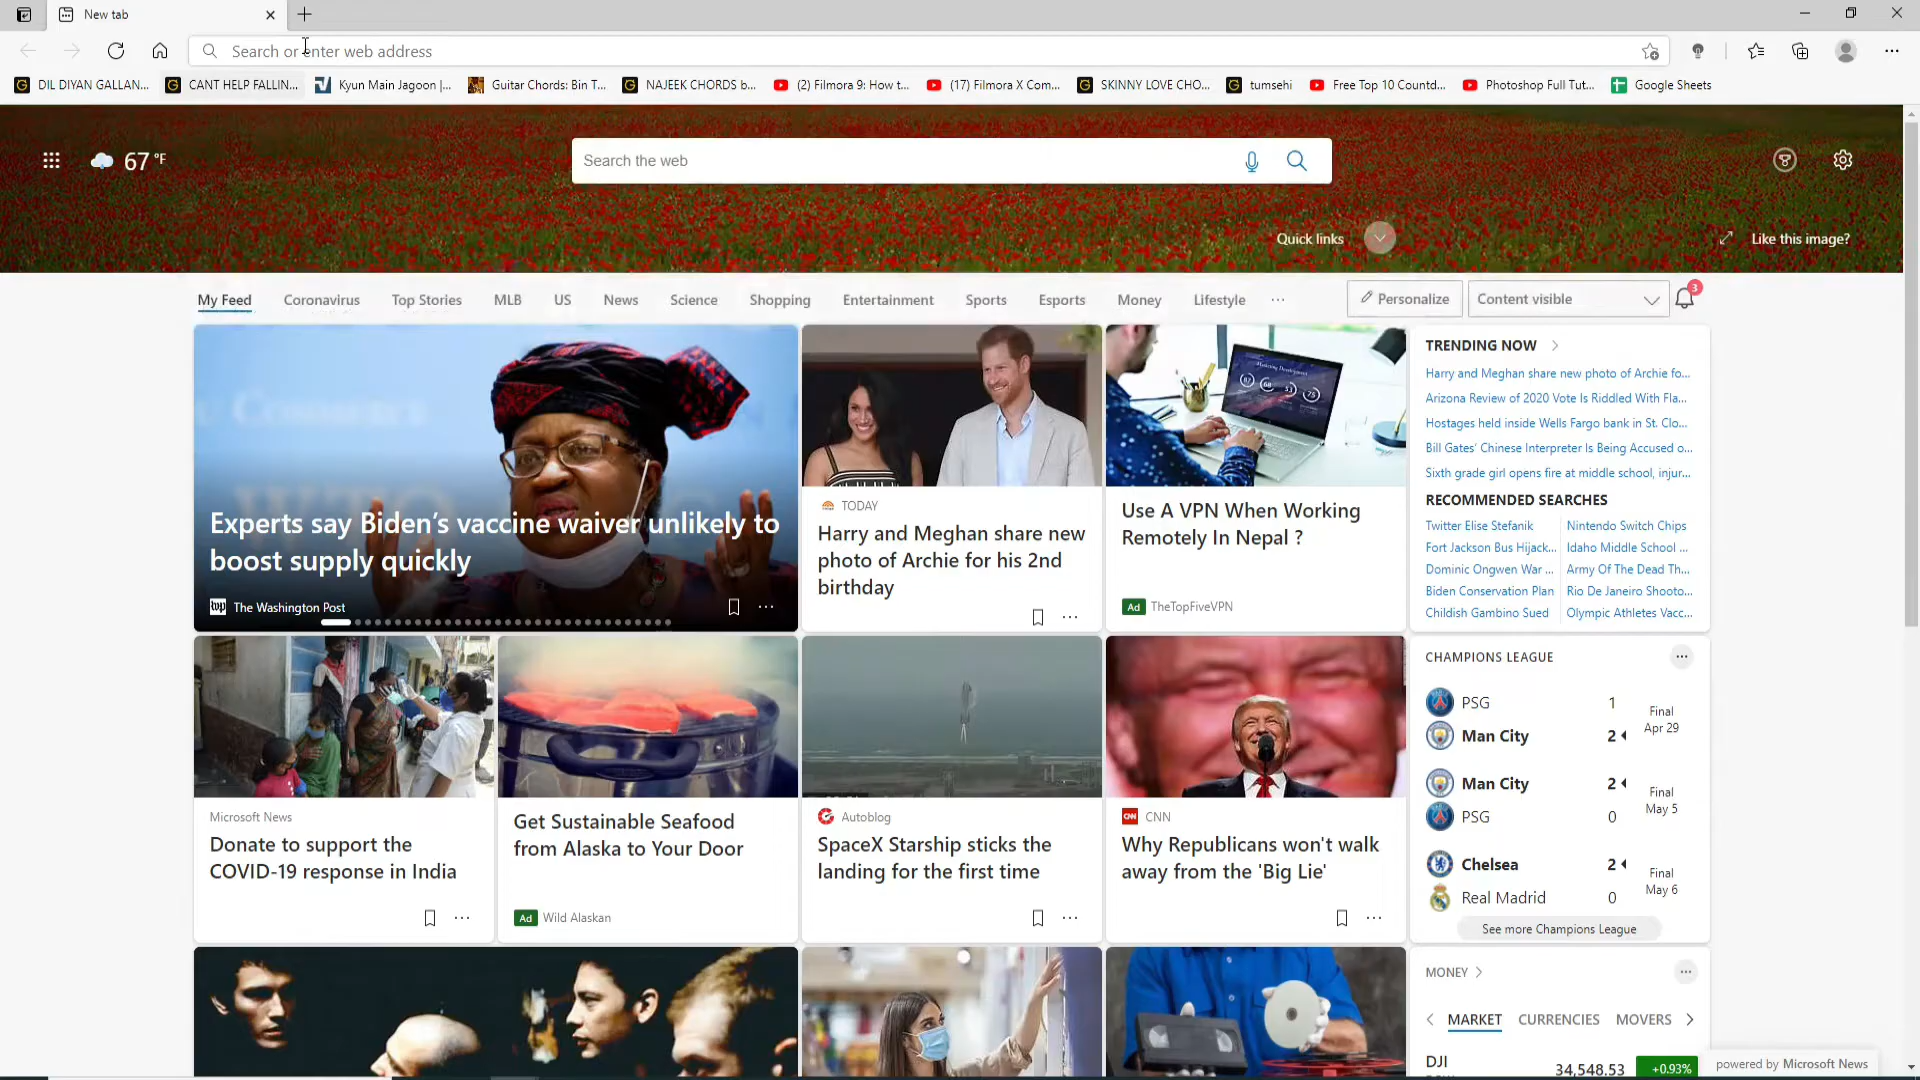 New tab
Search or enter web address
DIL DIYAN GALLAN...
CANT HELP FALLIN...
Kyun Main Jagoon |...
Guitar Chords: Bin T...
NAJEEK CHORDS b...
(2) Filmora 9: How t...
(17) Filmora X Com...
SKINNY LOVE CHO...
tumsehi
Free Top 10 Countd...
Photoshop Full Tut...
Google Sheets
67 °F
Search the web
Quick links
Like this image?
My Feed
Coronavirus
Top Stories
MLB
US
News
Science
Shopping
Entertainment
Sports
Esports
Money
Lifestyle
...
Personalize
Content visible
3
Experts say Biden's vaccine waiver unlikely to
boost supply quickly
wp The Washington Post
TODAY
Harry and Meghan share new
photo of Archie for his 2nd
birthday
Use A VPN When Working
Remotely In Nepal ?
Ad TheTopFiveVPN
TRENDING NOW
Harry and Meghan share new photo of Archie fo...
Arizona Review of 2020 Vote Is Riddled With Fla...
Hostages held inside Wells Fargo bank in St. Clo...
Bill Gates' Chinese Interpreter Is Being Accused o...
Sixth grade girl opens fire at middle school, injur...
RECOMMENDED SEARCHES
Twitter Elise Stefanik
Nintendo Switch Chips
Fort Jackson Bus Hijack...
Idaho Middle School ...
Dominic Ongwen War ...
Army Of The Dead Th...
Biden Conservation Plan
Rio De Janeiro Shooto...
Childish Gambino Sued
Olympic Athletes Vacc...
Microsoft News
Donate to support the
COVID-19 response in India
Get Sustainable Seafood
from Alaska to Your Door
Ad Wild Alaskan
Autoblog
SpaceX Starship sticks the
landing for the first time
CNN CNN
Why Republicans won't walk
away from the 'Big Lie'
CHAMPIONS LEAGUE
PSG 1
Man City 2
Final
Apr 29
Man City 2
PSG 0
Final
May 5
Chelsea 2
Real Madrid 0
Final
May 6
See more Champions League
MONEY
MARKET
CURRENCIES
MOVERS
DJI
34,548.53
+0.93%
powered by Microsoft News